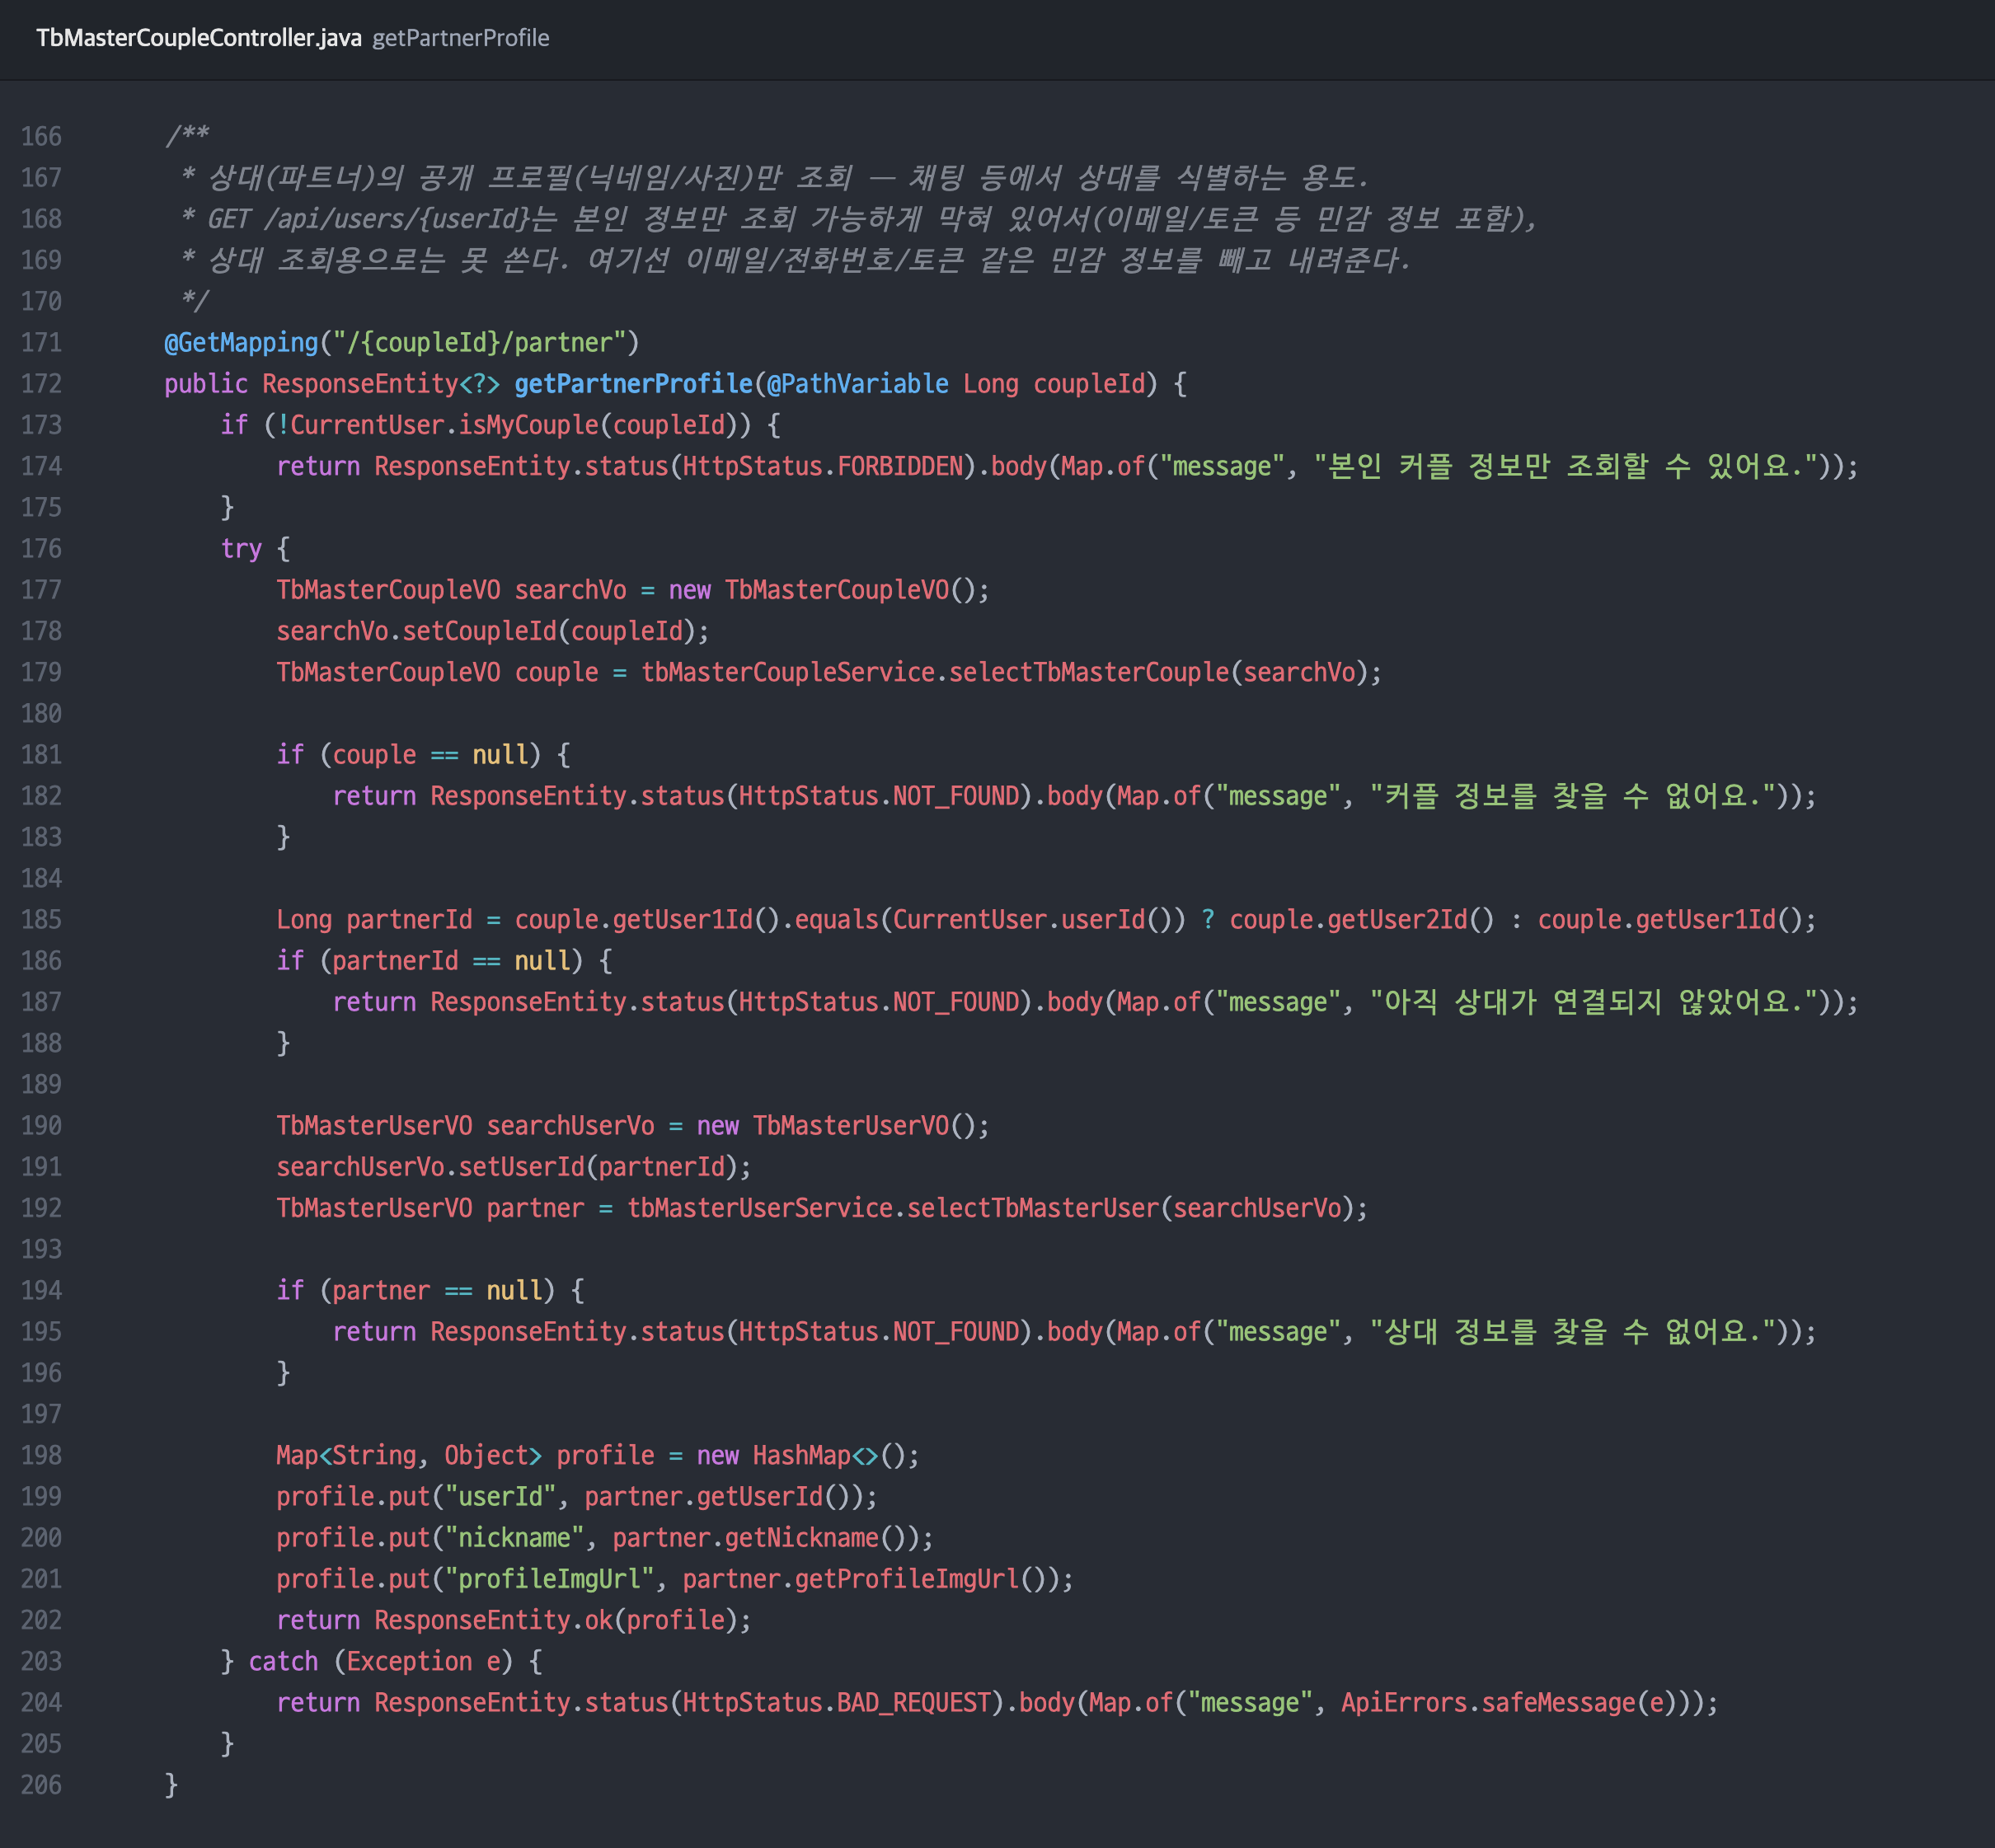 TbMasterCoupleController.java getPartnerProfile
166 /**
167 * 상대(파트너)의 공개 프로필(닉네임/사진)만 조회 — 채팅 등에서 상대를 식별하는 용도.
168 * GET /api/users/{userId}는 본인 정보만 조회 가능하게 막혀 있어서(이메일/토큰 등 민감 정보 포함),
169 * 상대 조회용으로는 못 쓴다. 여기선 이메일/전화번호/토큰 같은 민감 정보를 빼고 내려준다.
170 */
171 @GetMapping("/{coupleId}/partner")
172 public ResponseEntity<?> getPartnerProfile(@PathVariable Long coupleId) {
173 if (!CurrentUser.isMyCouple(coupleId)) {
174 return ResponseEntity.status(HttpStatus.FORBIDDEN).body(Map.of("message", "본인 커플 정보만 조회할 수 있어요."));
175 }
176 try {
177 TbMasterCoupleVO searchVo = new TbMasterCoupleVO();
178 searchVo.setCoupleId(coupleId);
179 TbMasterCoupleVO couple = tbMasterCoupleService.selectTbMasterCouple(searchVo);
180
181 if (couple == null) {
182 return ResponseEntity.status(HttpStatus.NOT_FOUND).body(Map.of("message", "커플 정보를 찾을 수 없어요."));
183 }
184
185 Long partnerId = couple.getUser1Id().equals(CurrentUser.userId()) ? couple.getUser2Id() : couple.getUser1Id();
186 if (partnerId == null) {
187 return ResponseEntity.status(HttpStatus.NOT_FOUND).body(Map.of("message", "아직 상대가 연결되지 않았어요."));
188 }
189
190 TbMasterUserVO searchUserVo = new TbMasterUserVO();
191 searchUserVo.setUserId(partnerId);
192 TbMasterUserVO partner = tbMasterUserService.selectTbMasterUser(searchUserVo);
193
194 if (partner == null) {
195 return ResponseEntity.status(HttpStatus.NOT_FOUND).body(Map.of("message", "상대 정보를 찾을 수 없어요."));
196 }
197
198 Map<String, Object> profile = new HashMap<>();
199 profile.put("userId", partner.getUserId());
200 profile.put("nickname", partner.getNickname());
201 profile.put("profileImgUrl", partner.getProfileImgUrl());
202 return ResponseEntity.ok(profile);
203 } catch (Exception e) {
204 return ResponseEntity.status(HttpStatus.BAD_REQUEST).body(Map.of("message", ApiErrors.safeMessage(e)));
205 }
206 }